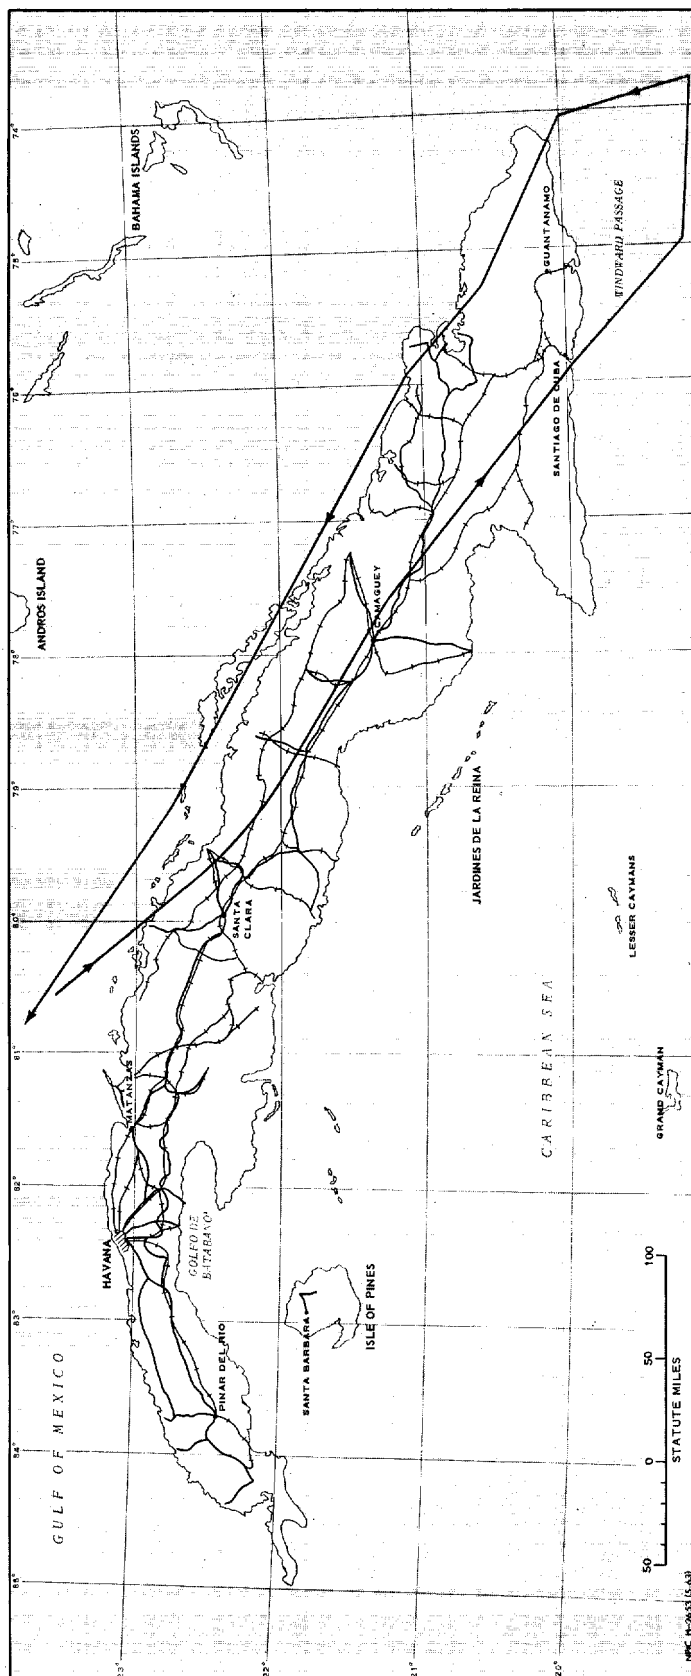 GULF OF MEXICO
HAVANA
MATANZAS
BAHAMA ISLANDS
ANDROS ISLAND
GOLFO DE
BATABANO
PINAR DEL RIO
SANTA BARBARA
ISLE OF PINES
SANTA
CLARA
CAMAGUEY
JARDINES DE LA REINA
GUANTANAMO
SANTIAGO DE CUBA
WINDWARD PASSAGE
CARIBBEAN SEA
LESSER CAYMANS
GRAND CAYMAN
85°
84°
83°
82°
81°
80°
79°
78°
77°
76°
75°
74°
23°
22°
21°
20°
50 0 50 100
STATUTE MILES